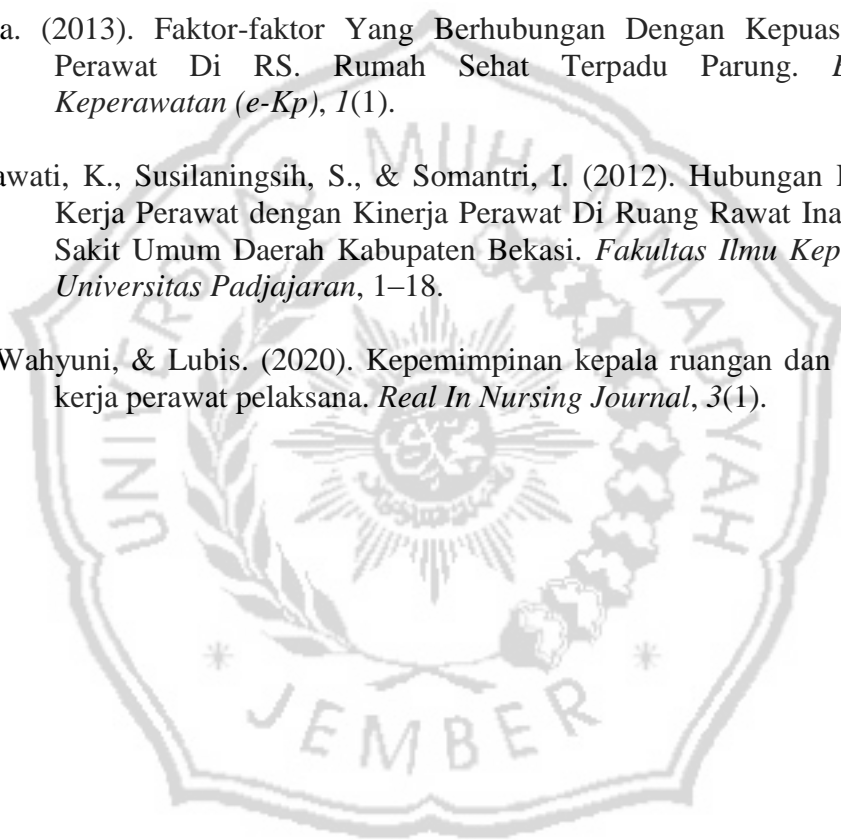 a. (2013). Faktor-faktor Yang Berhubungan Dengan Kepuas
Perawat Di RS. Rumah Sehat Terpadu Parung.
Keperawatan (e-Kp), 1(1).
awati, K., Susilaningsih, S., & Somantri, I. (2012). Hubungan
Kerja Perawat dengan Kinerja Perawat Di Ruang Rawat Ina
Sakit Umum Daerah Kabupaten Bekasi. Fakultas Ilmu Kep
Universitas Padjajaran, 1–18.
Wahyuni, & Lubis. (2020). Kepemimpinan kepala ruangan dan
kerja perawat pelaksana. Real In Nursing Journal, 3(1).
UNIVERSITAS MUHAMMADIYAH
JEMBER